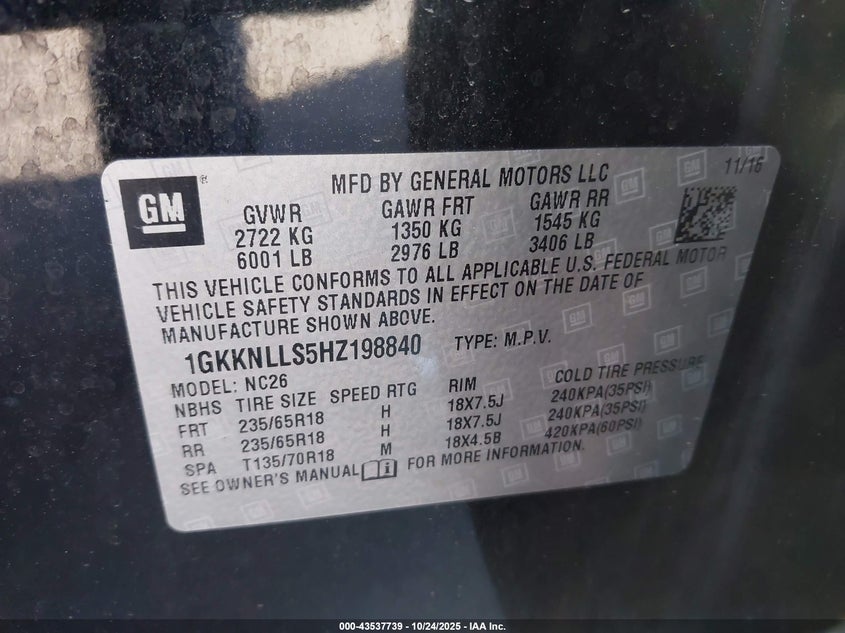 GM ®
MFD BY GENERAL MOTORS LLC
11/16
GVWR GAWR FRT GAWR RR
2722 KG 1350 KG 1545 KG
6001 LB 2976 LB 3406 LB
THIS VEHICLE CONFORMS TO ALL APPLICABLE U.S. FEDERAL MOTOR
VEHICLE SAFETY STANDARDS IN EFFECT ON THE DATE OF
MANUFACTURE SHOWN ABOVE.
1GKKNLLS5HZ198840 TYPE: M.P.V.
MODEL: NC26
NBHS TIRE SIZE SPEED RTG RIM COLD TIRE PRESSURE
FRT 235/65R18 H 18X7.5J 240KPA(35PSI)
RR 235/65R18 H 18X7.5J 240KPA(35PSI)
SPA T135/70R18 M 18X4.5B 420KPA(60PSI)
SEE OWNER'S MANUAL i FOR MORE INFORMATION.
000-43537739 - 10/24/2025 - IAA Inc.